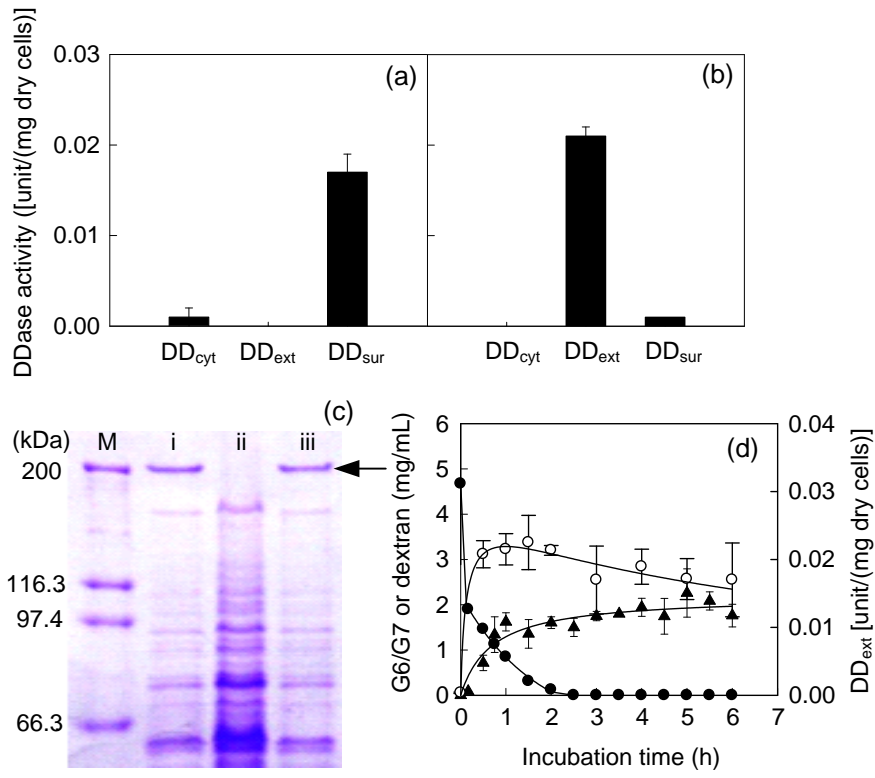 DDase activity ([unit/(mg dry cells)]
0.03
0.02
0.01
0.00
(a)
(b)
DDcyt
DDext
DDsur
DDcyt
DDext
DDsur
(c)
(kDa)
M
i
ii
iii
200
116.3
97.4
66.3
G6/G7 or dextran (mg/mL)
6
5
4
3
2
1
0
(d)
0.04
0.03
0.02
0.01
0.00
DDext [unit/(mg dry cells)]
0 1 2 3 4 5 6 7
Incubation time (h)